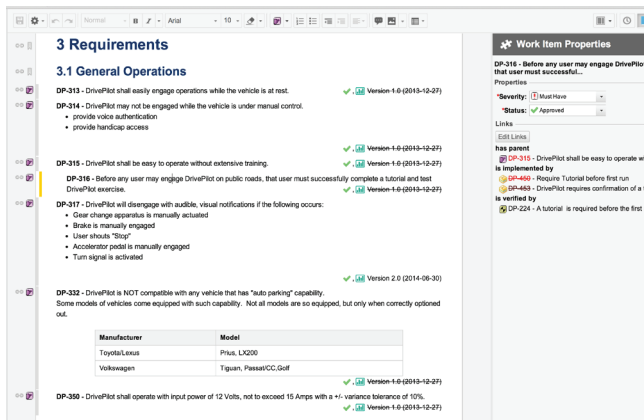 Normal
Arial
10
3 Requirements
3.1 General Operations
DP-313 - DrivePilot shall easily engage operations while the vehicle is at rest.
, Version 1.0 (2013-12-27)
DP-314 - DrivePilot may not be engaged while the vehicle is under manual control.
• provide voice authentication
• provide handicap access
, Version 1.0 (2013-12-27)
DP-315 - DrivePilot shall be easy to operate without extensive training.
, Version 1.0 (2013-12-27)
DP-316 - Before any user may engage DrivePilot on public roads, that user must successfully complete a tutorial and test
DrivePilot exercise.
, Version 1.0 (2013-12-27)
DP-317 - DrivePilot will disengage with audible, visual notifications if the following occurs:
• Gear change apparatus is manually actuated
• Brake is manually engaged
• User shouts "Stop"
• Accelerator pedal is manually engaged
• Turn signal is activated
, Version 2.0 (2014-06-30)
DP-332 - DrivePilot is NOT compatible with any vehicle that has "auto parking" capability.
Some models of vehicles come equipped with such capability. Not all models are so equipped, but only when correctly optioned
out.
Manufacturer Model
Toyota/Lexus Prius, LX200
Volkswagen Tiguan, Passat/CC,Golf
, Version 1.0 (2013-12-27)
DP-350 - DrivePilot shall operate with input power of 12 Volts, not to exceed 15 Amps with a +/- variance tolerance of 10%.
, Version 1.0 (2013-12-27)
Work Item Properties
DP-316 - Before any user may engage DrivePilot
that user must successful...
Properties
*Severity: Must Have
*Status: Approved
Links
Edit Links
has parent
DP-315 - DrivePilot shall be easy to operate wi
is implemented by
DP-450 - Require Tutorial before first run
DP-463 - DrivePilot requires confirmation of a
is verified by
DP-224 - A tutorial is required before the first